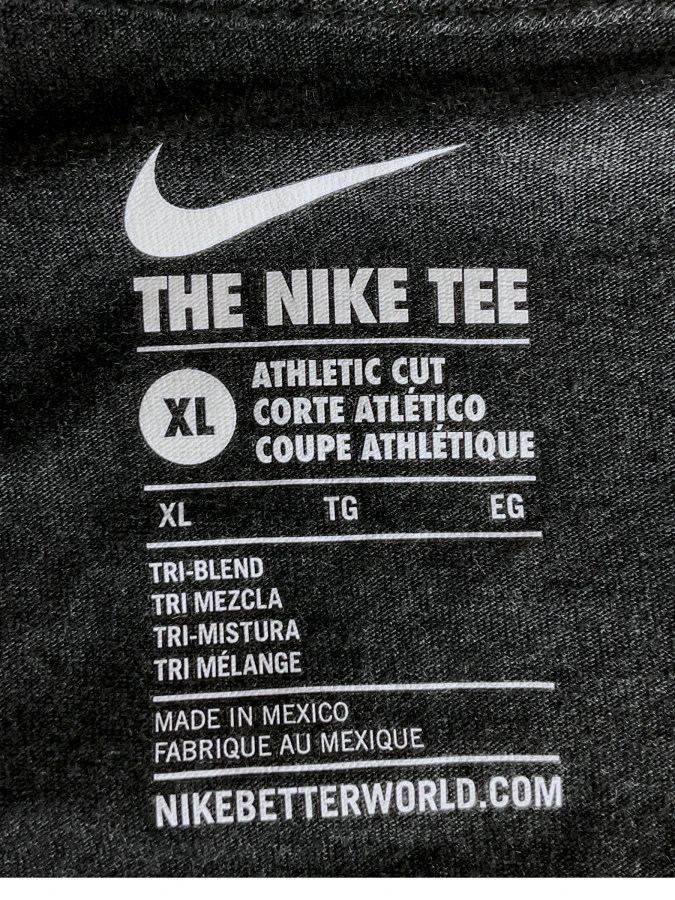 THE NIKE TEE
XL
ATHLETIC CUT
CORTE ATLÉTICO
COUPE ATHLÉTIQUE
XL TG EG
TRI-BLEND
TRI MEZCLA
TRI-MISTURA
TRI MÉLANGE
MADE IN MEXICO
FABRIQUE AU MEXIQUE
NIKEBETTERWORLD.COM